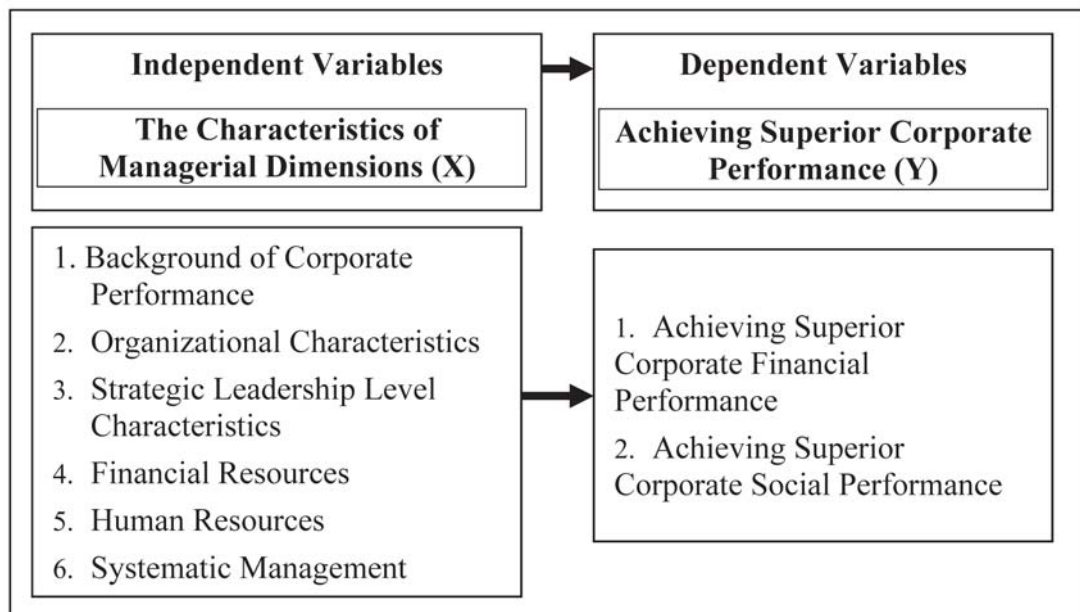 Independent Variables
The Characteristics of
Managerial Dimensions (X)
Dependent Variables
Achieving Superior Corporate
Performance (Y)
1. Background of Corporate
Performance
2. Organizational Characteristics
3. Strategic Leadership Level
Characteristics
4. Financial Resources
5. Human Resources
6. Systematic Management
1. Achieving Superior
Corporate Financial
Performance
2. Achieving Superior
Corporate Social Performance